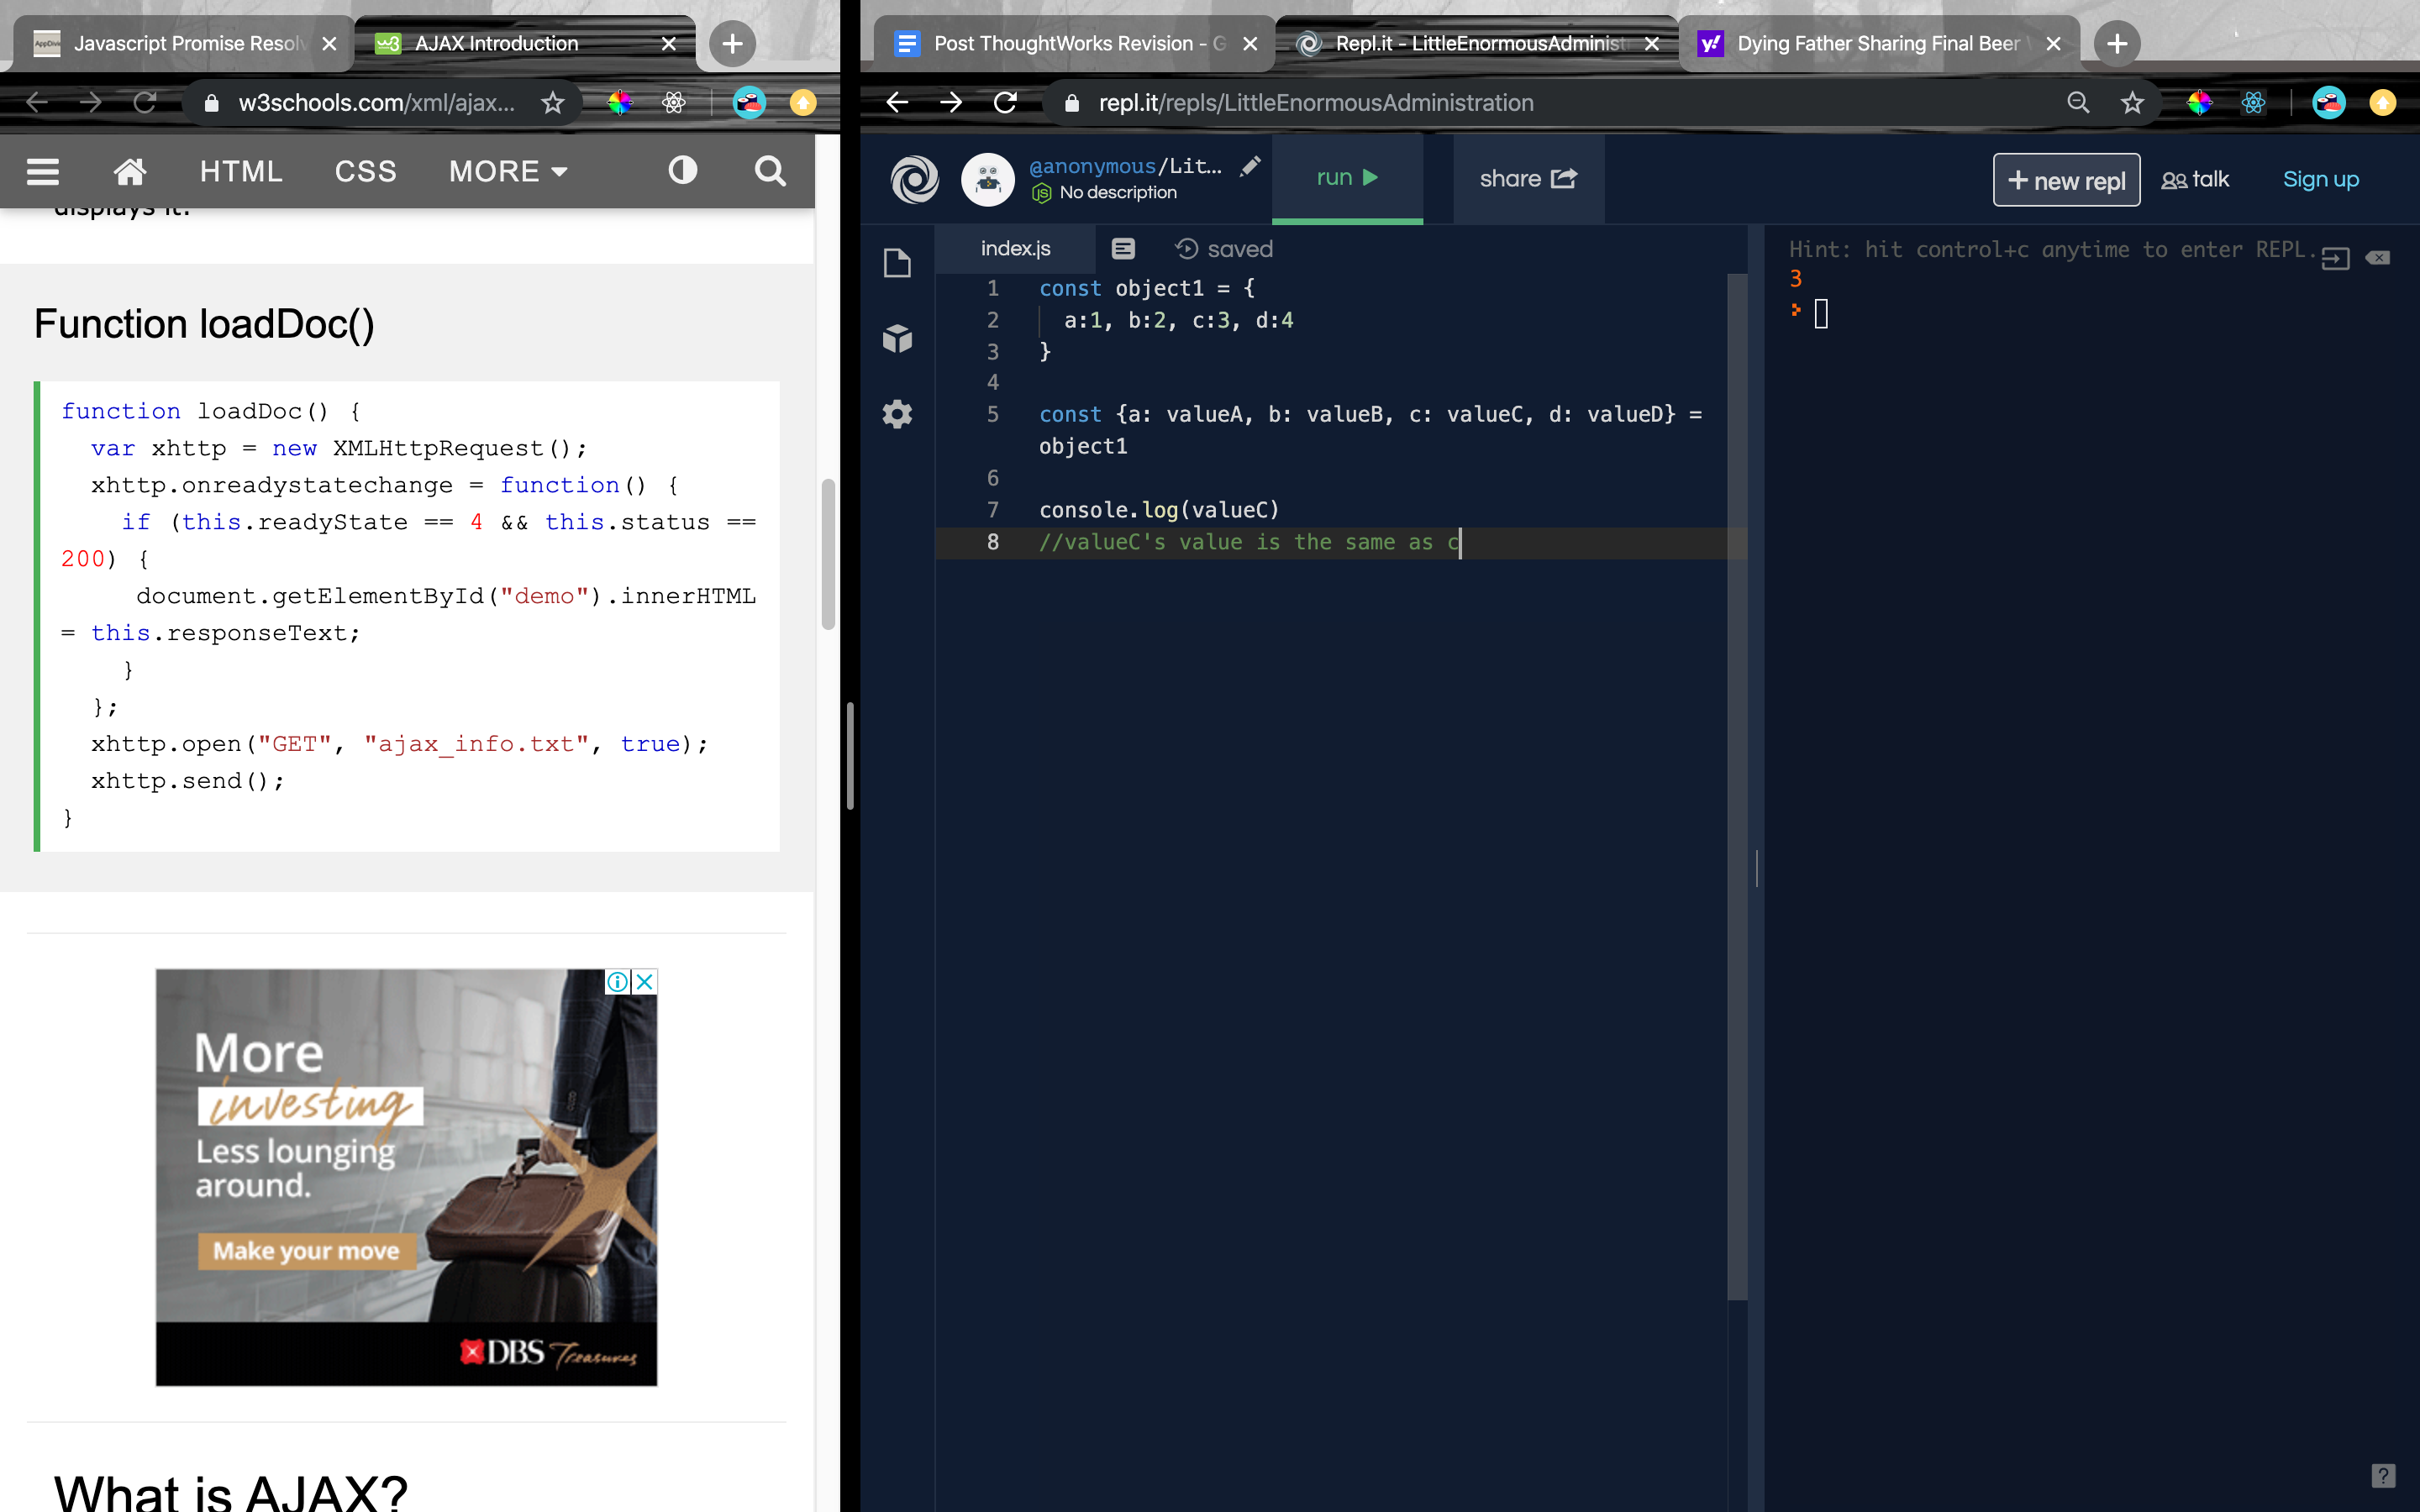 Javascript Promise Resolv
AJAX Introduction
w3schools.com/xml/ajax...
HTML
CSS
MORE
displays it.
Function loadDoc()
function loadDoc() {
  var xhttp = new XMLHttpRequest();
  xhttp.onreadystatechange = function() {
    if (this.readyState == 4 && this.status ==
200) {
     document.getElementById("demo").innerHTML
= this.responseText;
    }
  };
  xhttp.open("GET", "ajax_info.txt", true);
  xhttp.send();
}
More
investing
Less lounging
around.
Make your move
DBS Treasures
What is AJAX?
Post ThoughtWorks Revision - G
Repl.it - LittleEnormousAdminist
Dying Father Sharing Final Beer
repl.it/repls/LittleEnormousAdministration
@anonymous/Lit...
JS No description
run
share
+ new repl
talk
Sign up
index.js
saved
1 const object1 = {
2   a:1, b:2, c:3, d:4
3 }
4
5 const {a: valueA, b: valueB, c: valueC, d: valueD} =
object1
6
7 console.log(valueC)
8 //valueC's value is the same as c
Hint: hit control+c anytime to enter REPL.
3
?